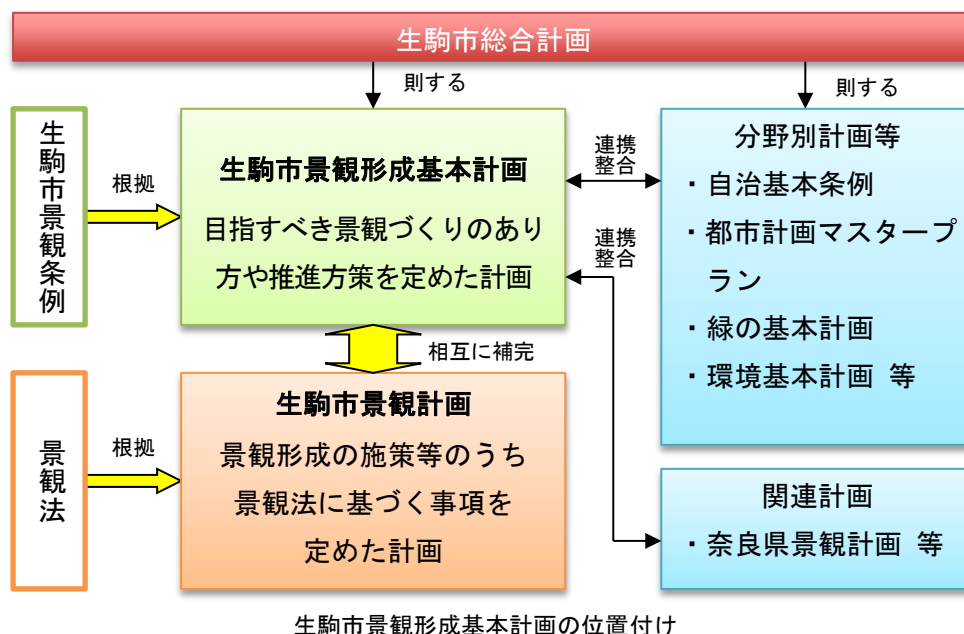 生駒市総合計画
則する
則する
生駒市景観条例
根拠
生駒市景観形成基本計画
目指すべき景観づくりのあり
方や推進方策を定めた計画
連携
整合
連携
整合
分野別計画等
・自治基本条例
・都市計画マスタープ
ラン
・緑の基本計画
・環境基本計画 等
相互に補完
景観法
根拠
生駒市景観計画
景観形成の施策等のうち
景観法に基づく事項を
定めた計画
関連計画
・奈良県景観計画 等
生駒市景観形成基本計画の位置付け